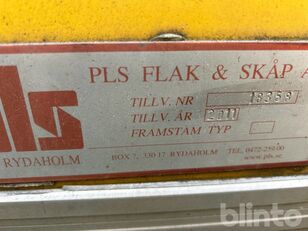 pls
PLS FLAK & SKÅP A
TILLV. NR 18358
TILLV. ÅR 2011
FRAMSTAM TYP
RYDAHOLM
BOX 7, 330 17 RYDAHOLM TEL. 0472-250 00
www.pls.se
blinto